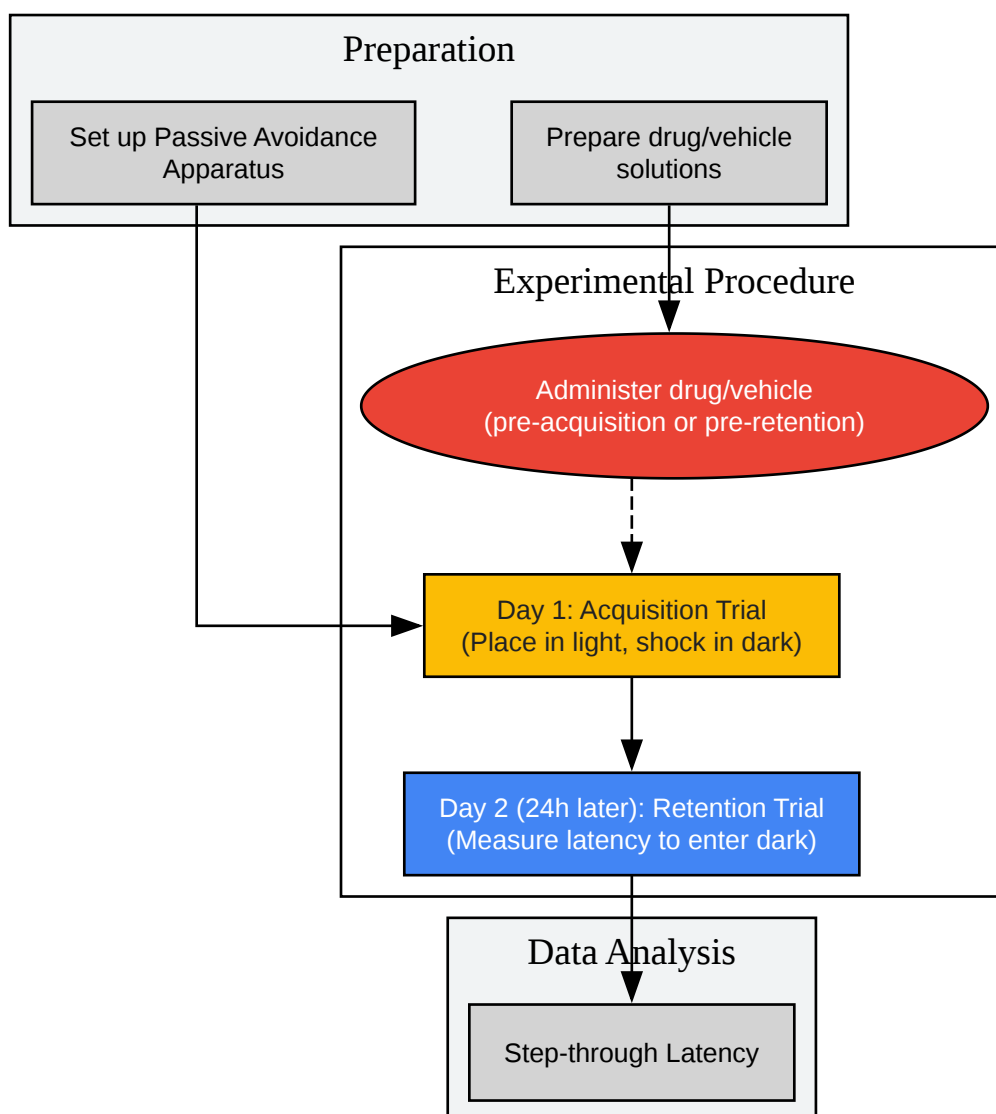 Preparation
Set up Passive Avoidance
Apparatus
Prepare drug/vehicle
solutions
Experimental Procedure
Administer drug/vehicle
(pre-acquisition or pre-retention)
Day 1: Acquisition Trial
(Place in light, shock in dark)
Day 2 (24h later): Retention Trial
(Measure latency to enter dark)
Data Analysis
Step-through Latency